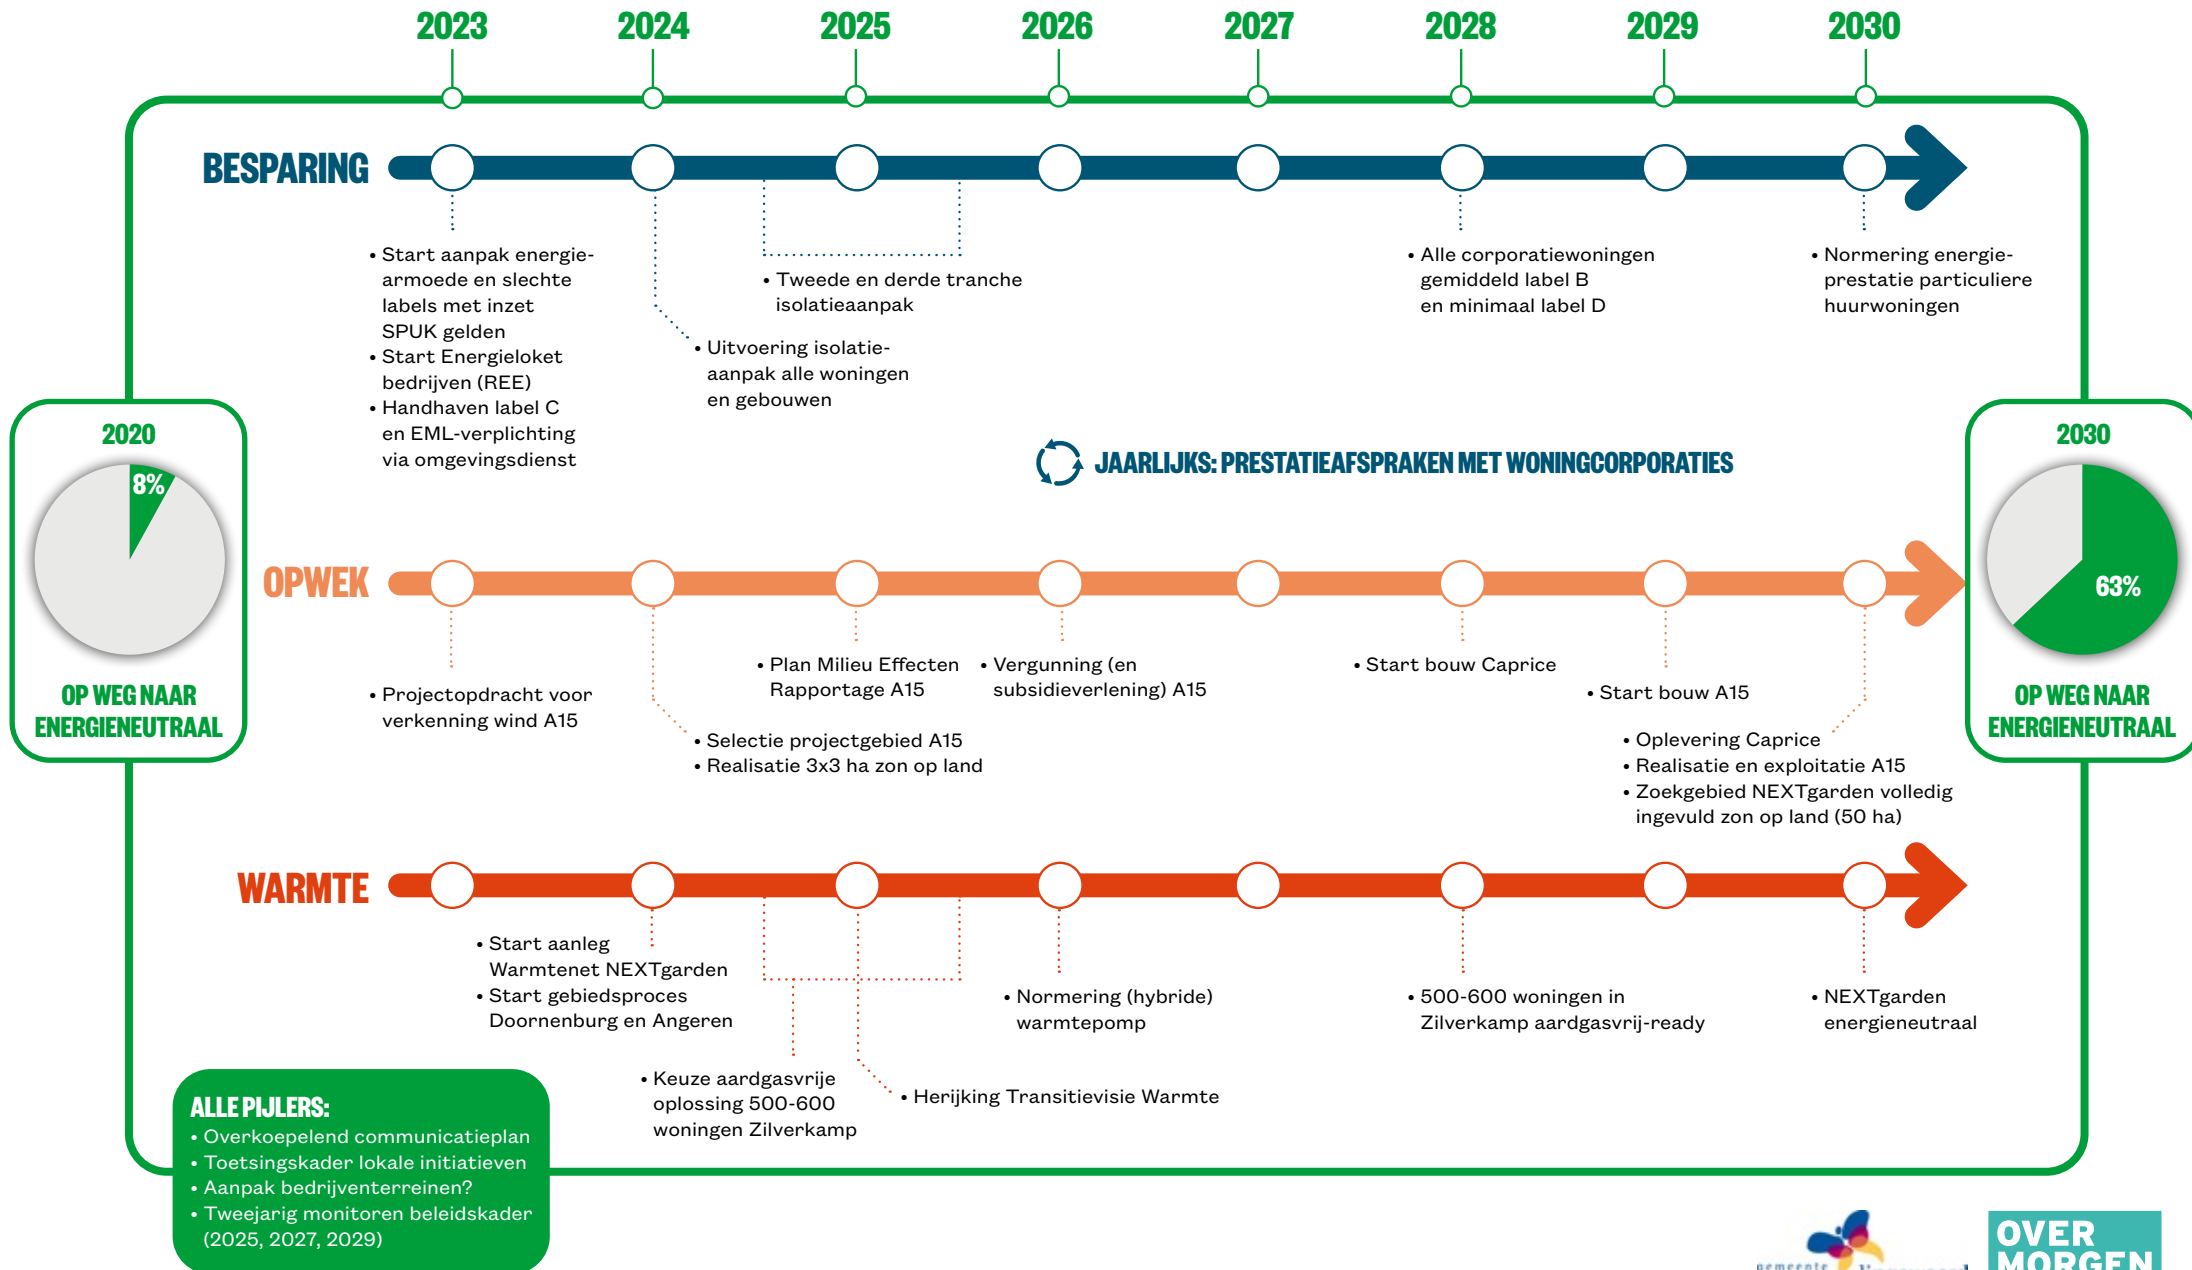 2023 2024 2025 2026 2027 2028 2029 2030
BESPARING
• Start aanpak energie-
armoede en slechte
labels met inzet
SPUK gelden
• Start Energieloket
bedrijven (REE)
• Handhaven label C
en EML-verplichting
via omgevingsdienst
• Uitvoering isolatie-
aanpak alle woningen
en gebouwen
• Tweede en derde tranche
isolatieaanpak
• Alle corporatiewoningen
gemiddeld label B
en minimaal label D
• Normering energie-
prestatie particuliere
huurwoningen
JAARLIJKS: PRESTATIEAFSPRAKEN MET WONINGCORPORATIES
2020
8%
OP WEG NAAR
ENERGIENEUTRAAL
2030
63%
OP WEG NAAR
ENERGIENEUTRAAL
OPWEK
• Projectopdracht voor
verkenning wind A15
• Selectie projectgebied A15
• Realisatie 3x3 ha zon op land
• Plan Milieu Effecten
Rapportage A15
• Vergunning (en
subsidieverlening) A15
• Start bouw Caprice
• Start bouw A15
• Oplevering Caprice
• Realisatie en exploitatie A15
• Zoekgebied NEXTgarden volledig
ingevuld zon op land (50 ha)
WARMTE
• Start aanleg
Warmtenet NEXTgarden
• Start gebiedsproces
Doornenburg en Angeren
• Keuze aardgasvrije
oplossing 500-600
woningen Zilverkamp
• Herijking Transitievisie Warmte
• Normering (hybride)
warmtepomp
• 500-600 woningen in
Zilverkamp aardgasvrij-ready
• NEXTgarden
energieneutraal
ALLE PIJLERS:
• Overkoepelend communicatieplan
• Toetsingskader lokale initiatieven
• Aanpak bedrijventerreinen?
• Tweejarig monitoren beleidskader
(2025, 2027, 2029)
gemeente
OVER
MORGEN